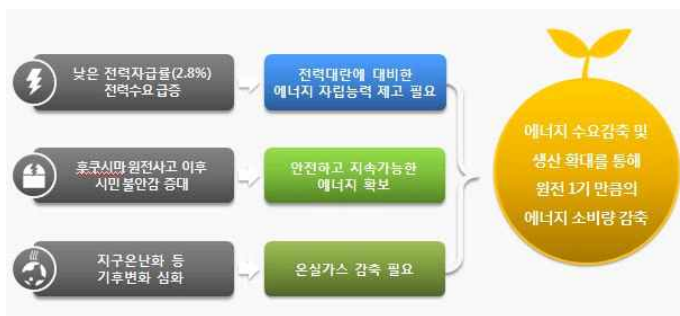 낮은 전력자급률(2.8%)
전력수요 급증
전력대란에 대비한
에너지 자립능력 제고 필요
후쿠시마 원전사고 이후
시민 불안감 증대
안전하고 지속가능한
에너지 확보
지구온난화 등
기후변화 심화
온실가스 감축 필요
에너지 수요감축 및
생산 확대를 통해
원전 1기 만큼의
에너지 소비량 감축